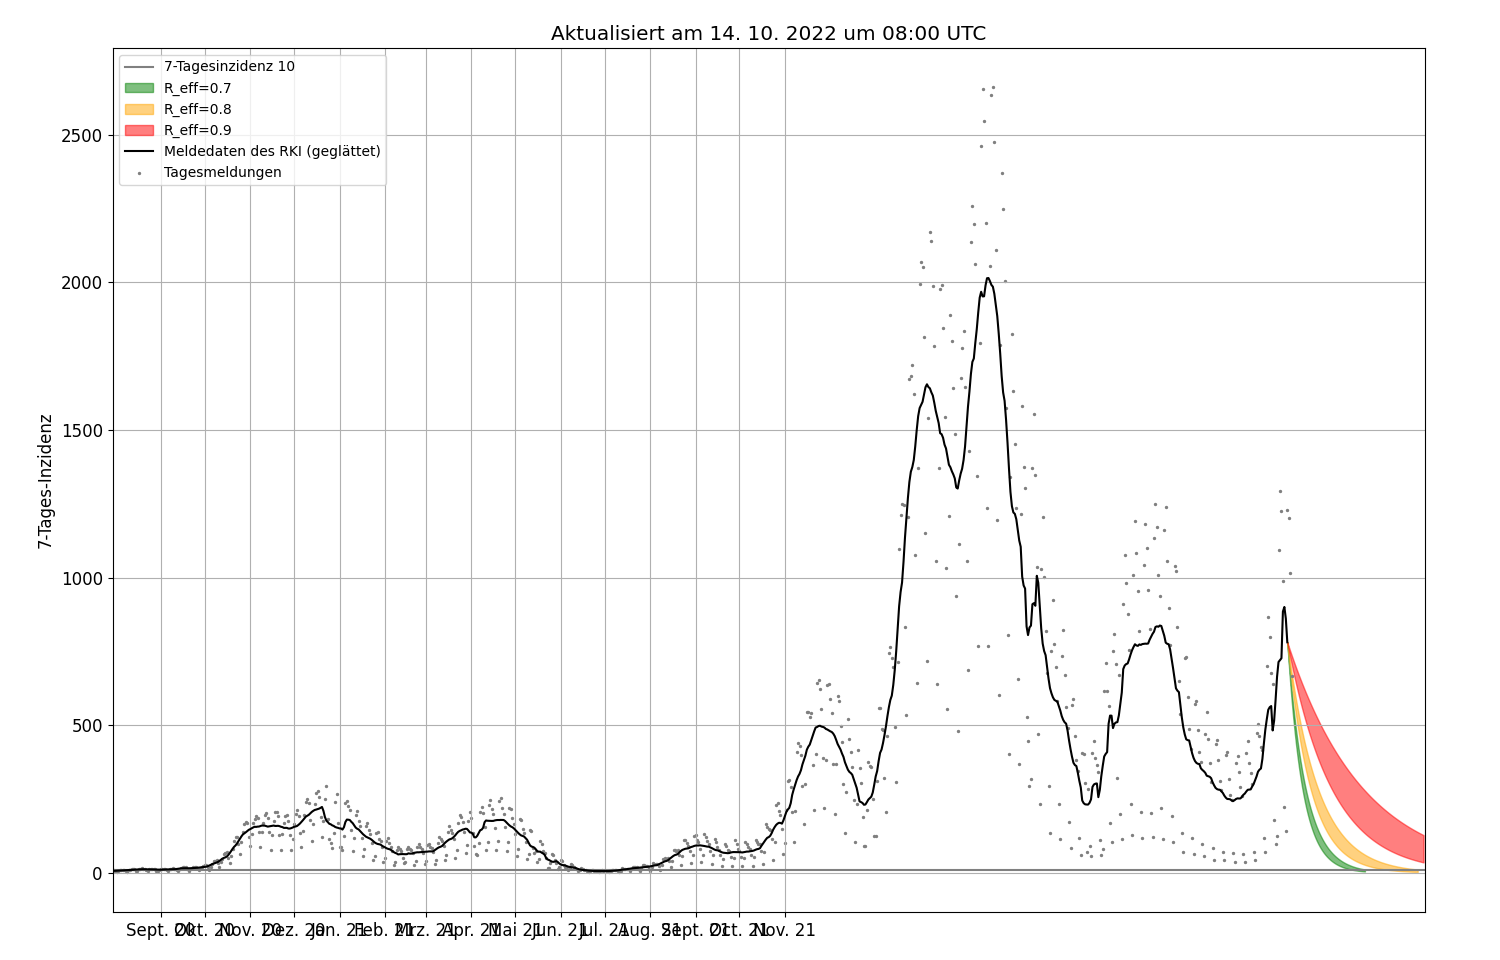 Aktualisiert am 14. 10. 2022 um 08:00 UTC
7-Tagesinzidenz 10
R_eff=0.7
R_eff=0.8
R_eff=0.9
Meldedaten des RKI (geglättet)
Tagesmeldungen
7-Tages-Inzidenz
2500
2000
1500
1000
500
0
Sept. 20
Okt. 20
Nov. 20
Dez. 20
Jan. 21
Feb. 21
Mrz. 21
Apr. 21
Mai 21
Jun. 21
Jul. 21
Aug. 21
Sept. 21
Oct. 21
Nov. 21